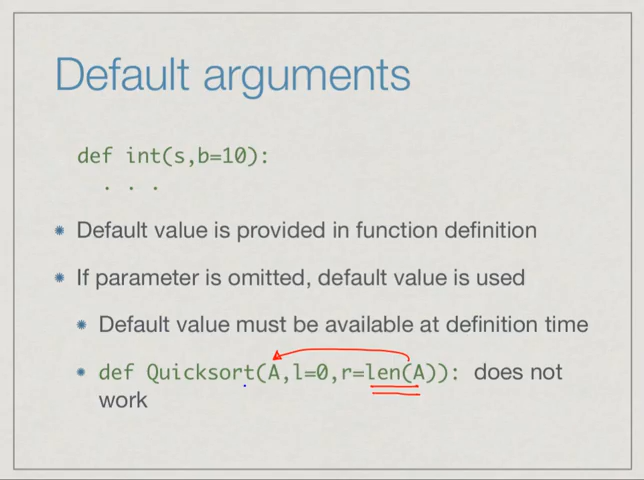 Default arguments
def int(s,b=10):
. . .
Default value is provided in function definition
If parameter is omitted, default value is used
Default value must be available at definition time
def Quicksort(A,l=0,r=len(A)): does not
work